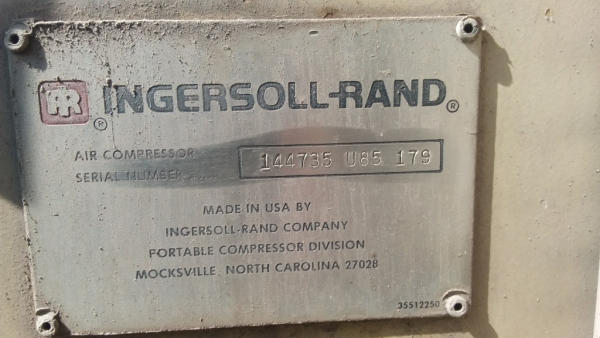 IR INGERSOLL-RAND®
®
AIR COMPRESSOR
SERIAL NUMBER 144735 U85 179
MADE IN USA BY
INGERSOLL-RAND COMPANY
PORTABLE COMPRESSOR DIVISION
MOCKSVILLE, NORTH CAROLINA 27028
35512250